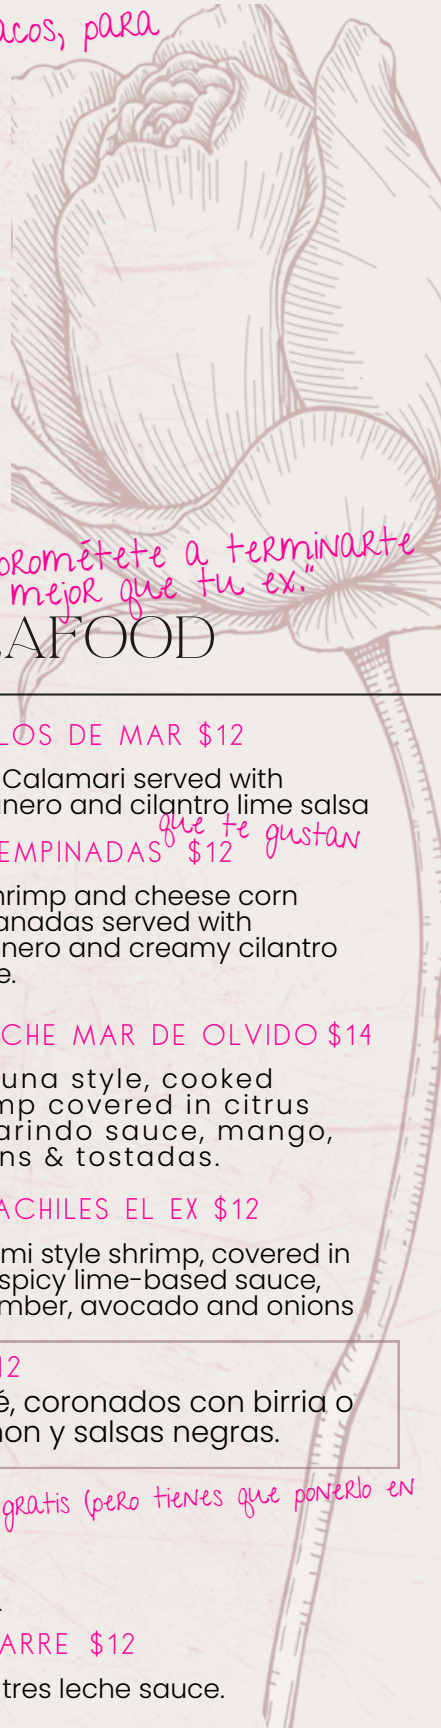 acos, para
prométete a terminarte
mejor que tu ex."
EAFOOD
LOS DE MAR $12
Calamari served with
nero and cilantro lime salsa
que te gustan
EMPINADAS $12
hrimp and cheese corn
anadas served with
nero and creamy cilantro
e.
CHE MAR DE OLVIDO $14
una style, cooked
mp covered in citrus
arindo sauce, mango,
ns & tostadas.
ACHILES EL EX $12
mi style shrimp, covered in
spicy lime-based sauce,
mber, avocado and onions
12
é, coronados con birria o
non y salsas negras.
gratis (pero tienes que ponerlo en
.
ARRE $12
tres leche sauce.